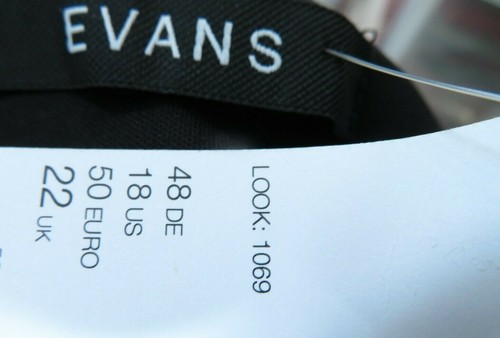 EVANS
LOOK: 1069
48 DE
18 US
50 EURO
22 UK